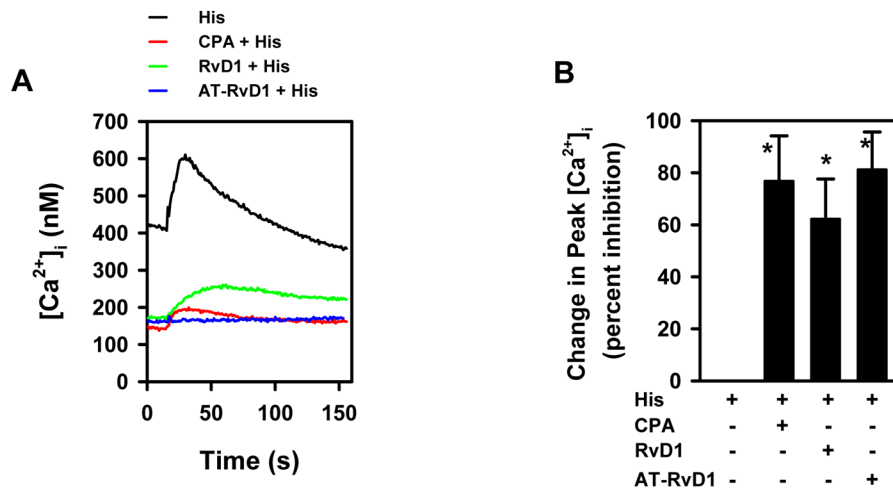 His
CPA + His
RvD1 + His
AT-RvD1 + His
A
700
600
500
400
300
200
100
0
[Ca²⁺]ᵢ (nM)
0 50 100 150
Time (s)
B
100
80
60
40
20
0
Change in Peak [Ca²⁺]ᵢ
(percent inhibition)
* * *
His + + + +
CPA - + - -
RvD1 - - + -
AT-RvD1 - - - +